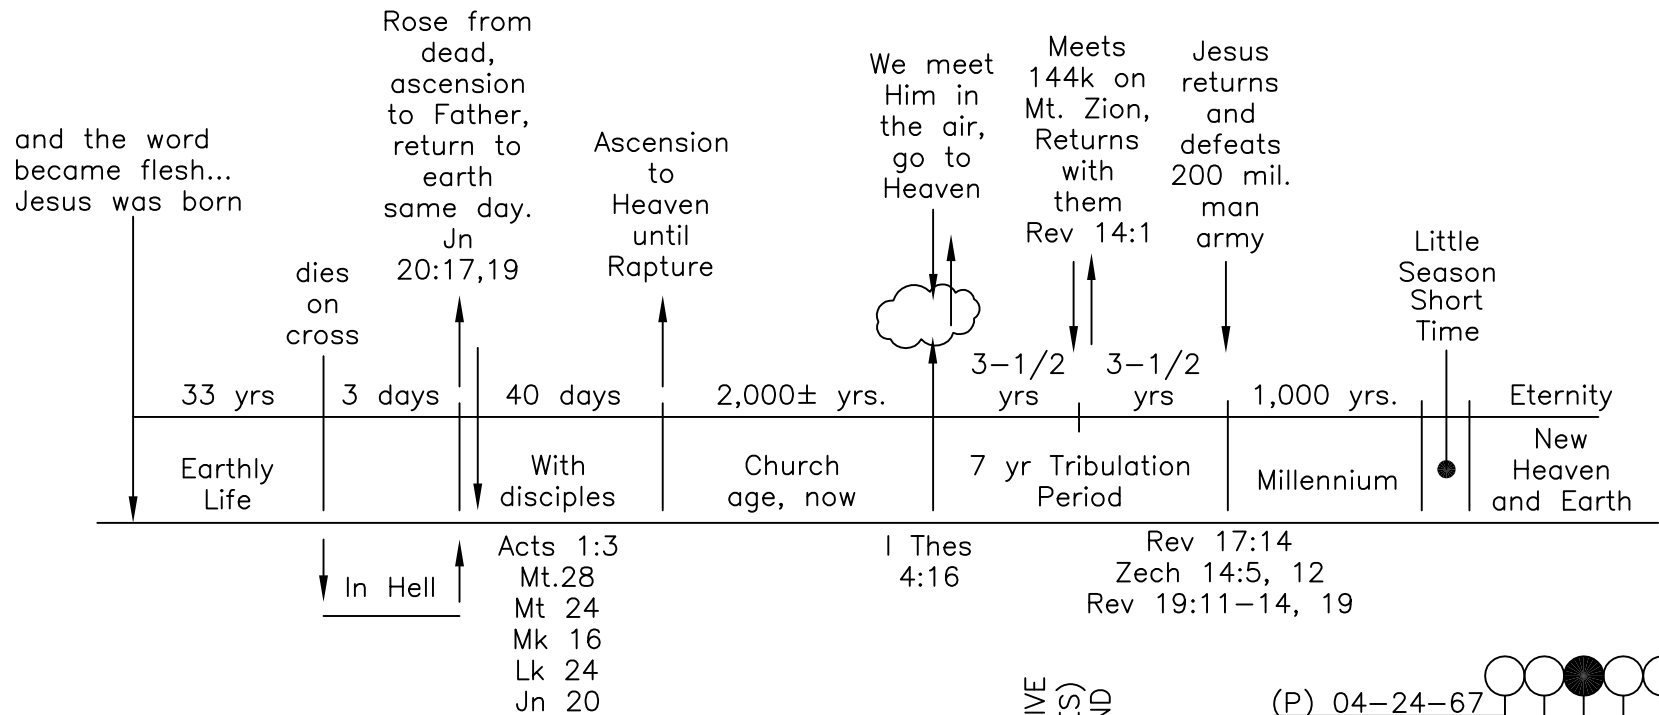 and the word
became flesh...
Jesus was born
dies
on
cross
Rose from
dead,
ascension
to Father,
return to
earth
same day.
Jn
20:17,19
Ascension
to
Heaven
until
Rapture
We meet
Him in
the air,
go to
Heaven
Meets
144k on
Mt. Zion,
Returns
with
them
Rev 14:1
Jesus
returns
and
defeats
200 mil.
man
army
Little
Season
Short
Time
33 yrs
3 days
40 days
2,000± yrs.
3-1/2
yrs
3-1/2
yrs
1,000 yrs.
Eternity
Earthly
Life
With
disciples
Church
age, now
7 yr Tribulation
Period
Millennium
New
Heaven
and Earth
In Hell
Acts 1:3
Mt.28
Mt 24
Mk 16
Lk 24
Jn 20
I Thes
4:16
Rev 17:14
Zech 14:5, 12
Rev 19:11-14, 19
(P) 04-24-67